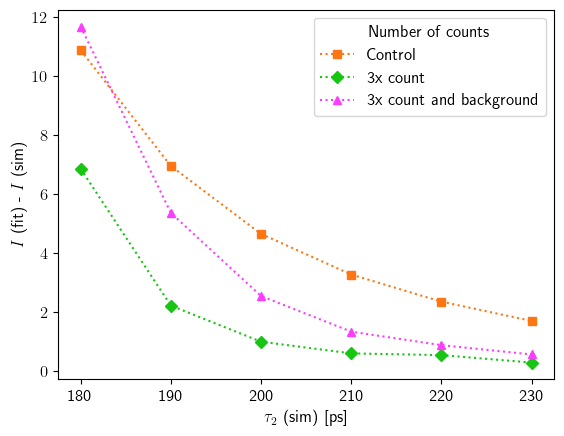 Number of counts
Control
3x count
3x count and background
12
10
8
6
4
2
0
I (fit) - I (sim)
180 190 200 210 220 230
τ₂ (sim) [ps]